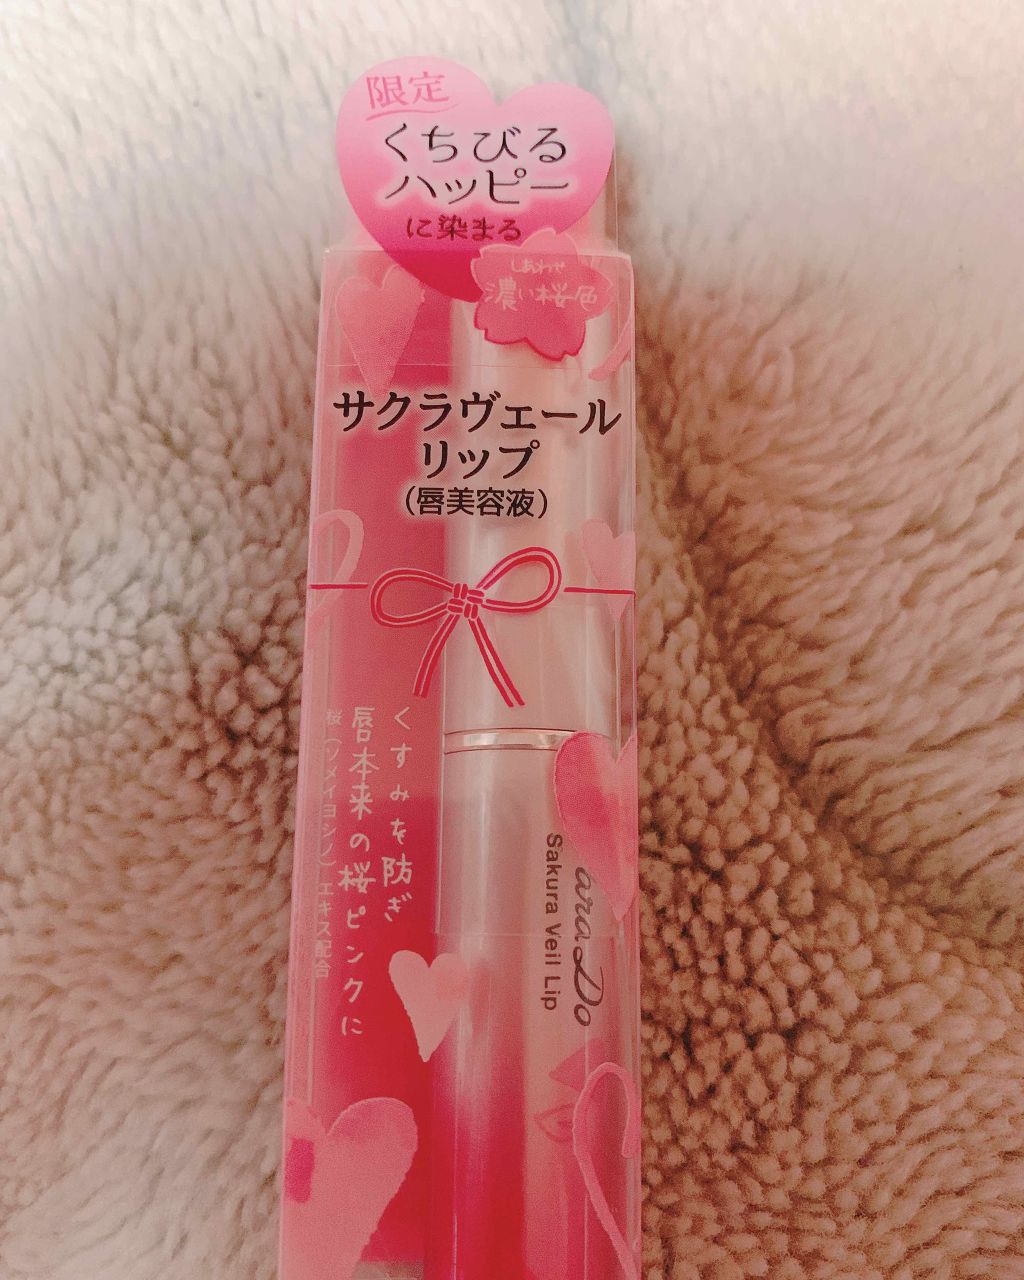 限定
くちびる
ハッピー
に染まる
しあわせ
濃い桜色
サクラヴェール
リップ
(唇美容液)
くすみを防ぎ
唇本来の桜ピンクに
桜(ソメイヨシノ)エキス配合
ara Do
Sakura Veil Lip